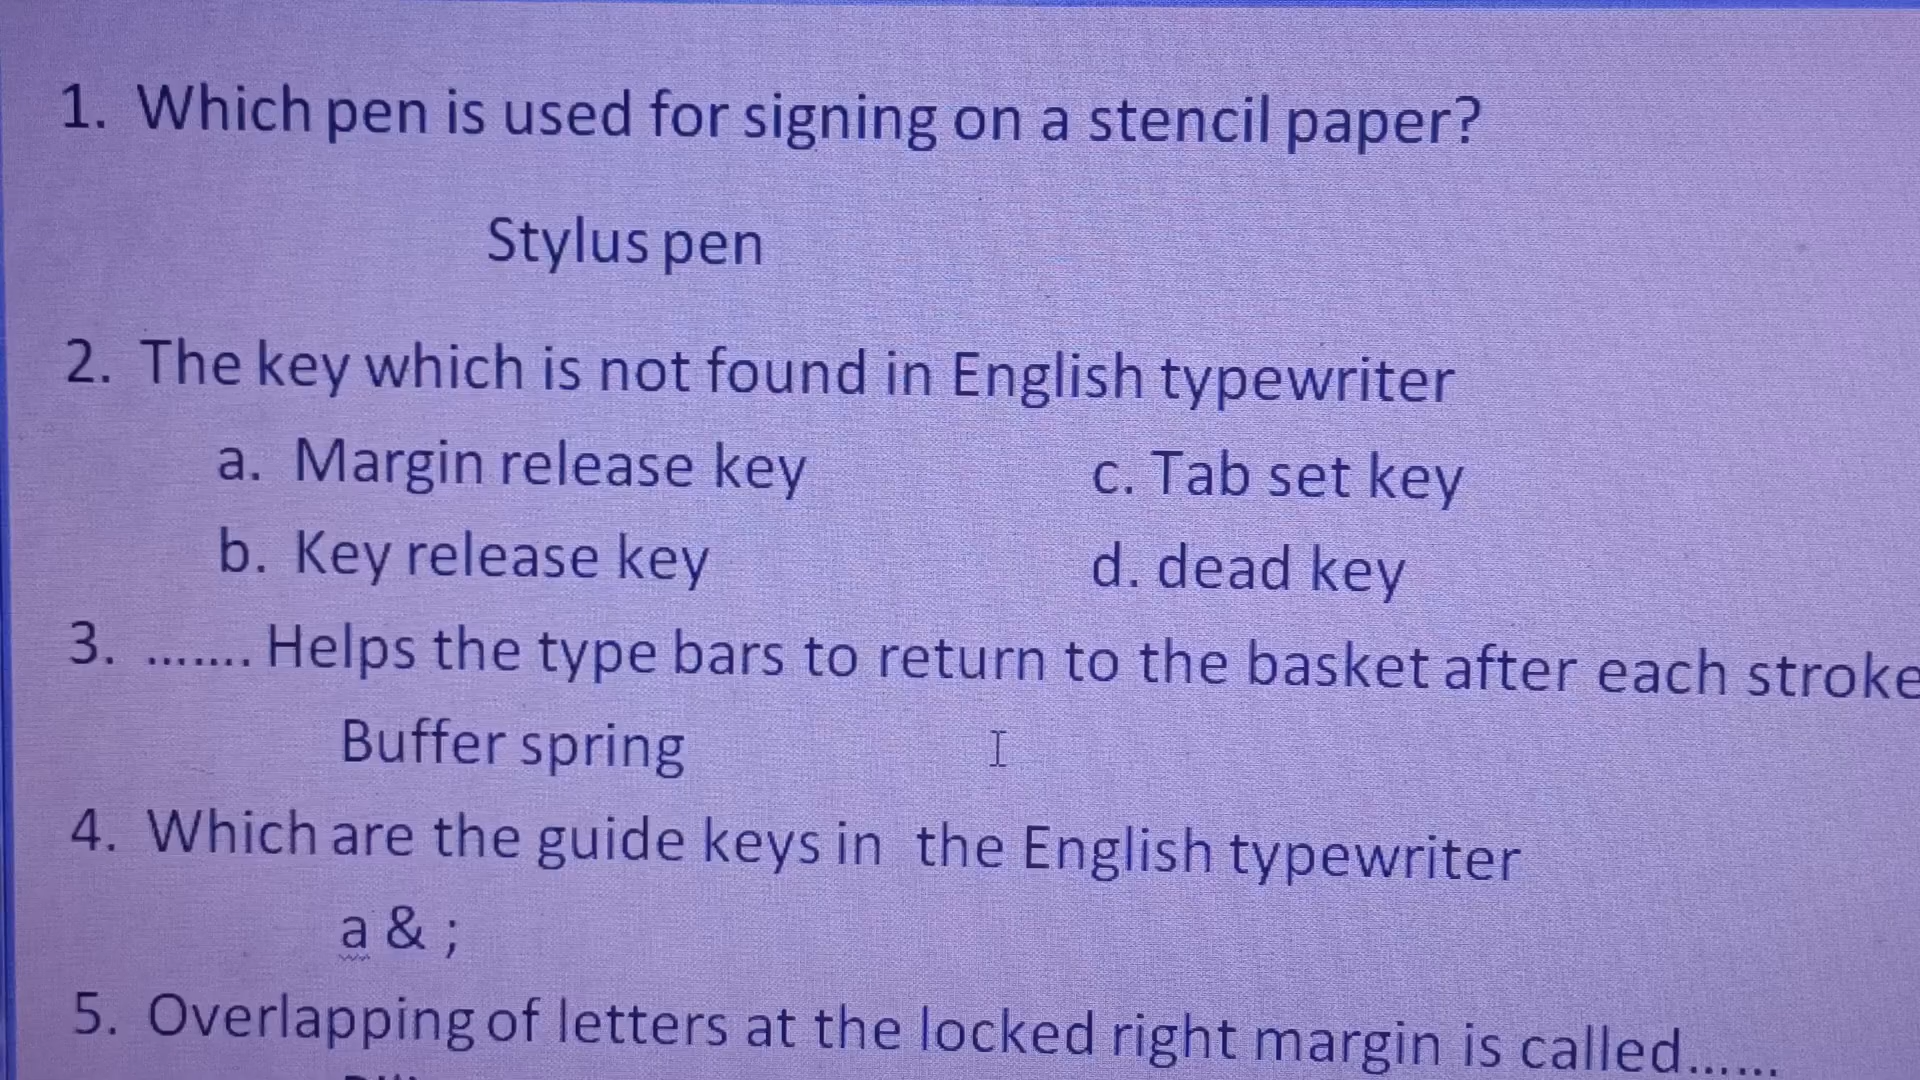 1. Which pen is used for signing on a stencil paper?
Stylus pen
2. The key which is not found in English typewriter
a. Margin release key c. Tab set key
b. Key release key d. dead key
3. ....... Helps the type bars to return to the basket after each stroke
Buffer spring
4. Which are the guide keys in the English typewriter
a & ;
5. Overlapping of letters at the locked right margin is called......